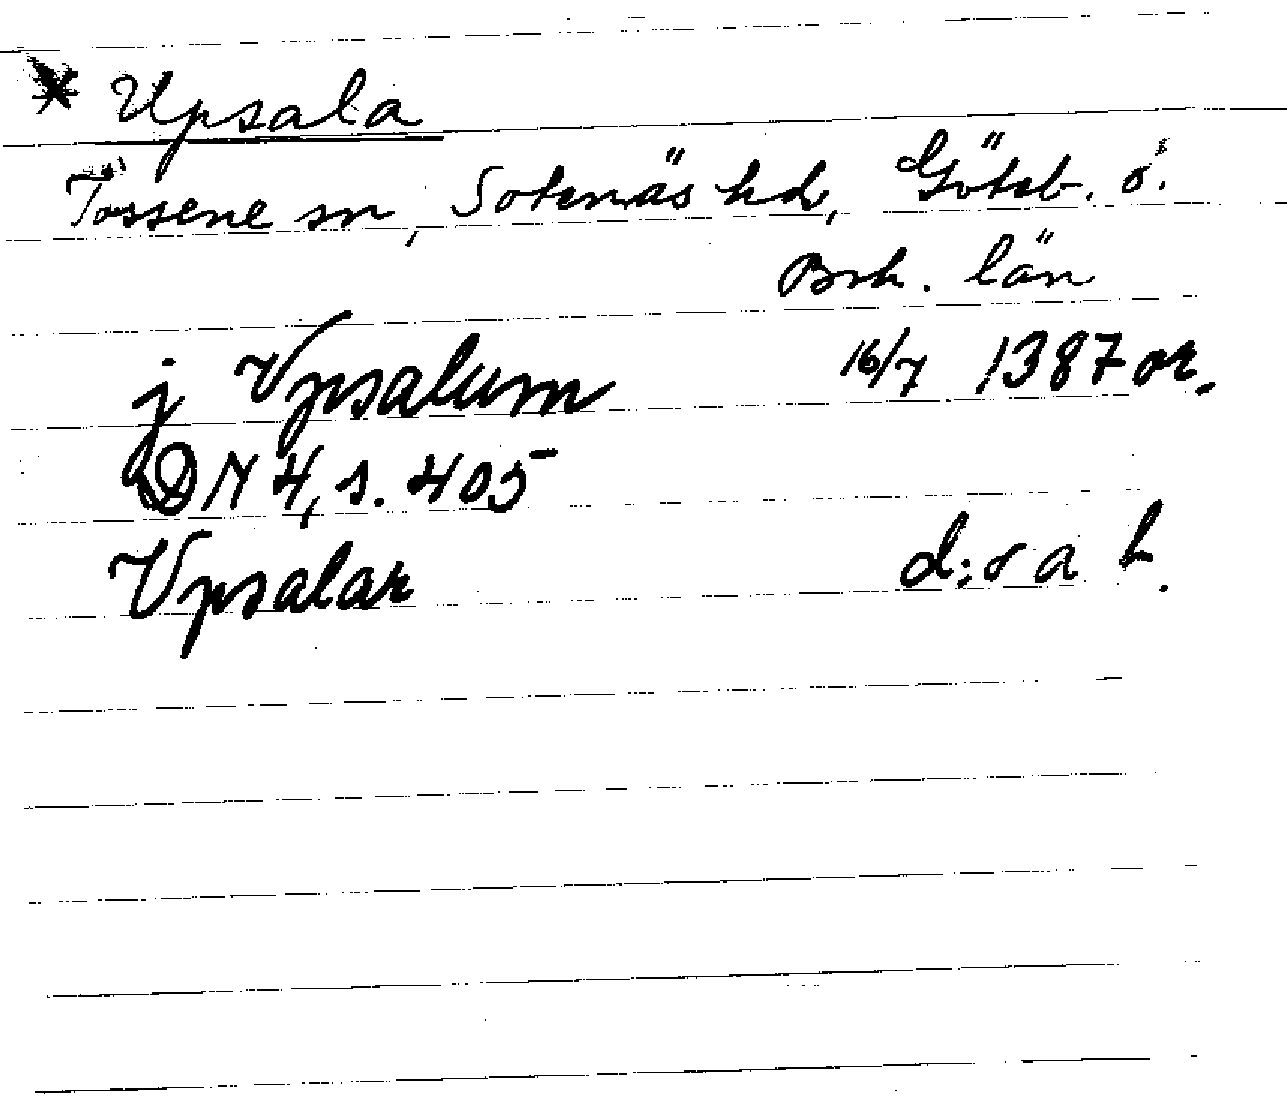 * Upsala
Tossene sn, Sotenäs hd, Göteb. o.
Boh. län
j Vpsalum 16/7 1387 or.
DN 4, s. 405
Vpsalar d:o a b.